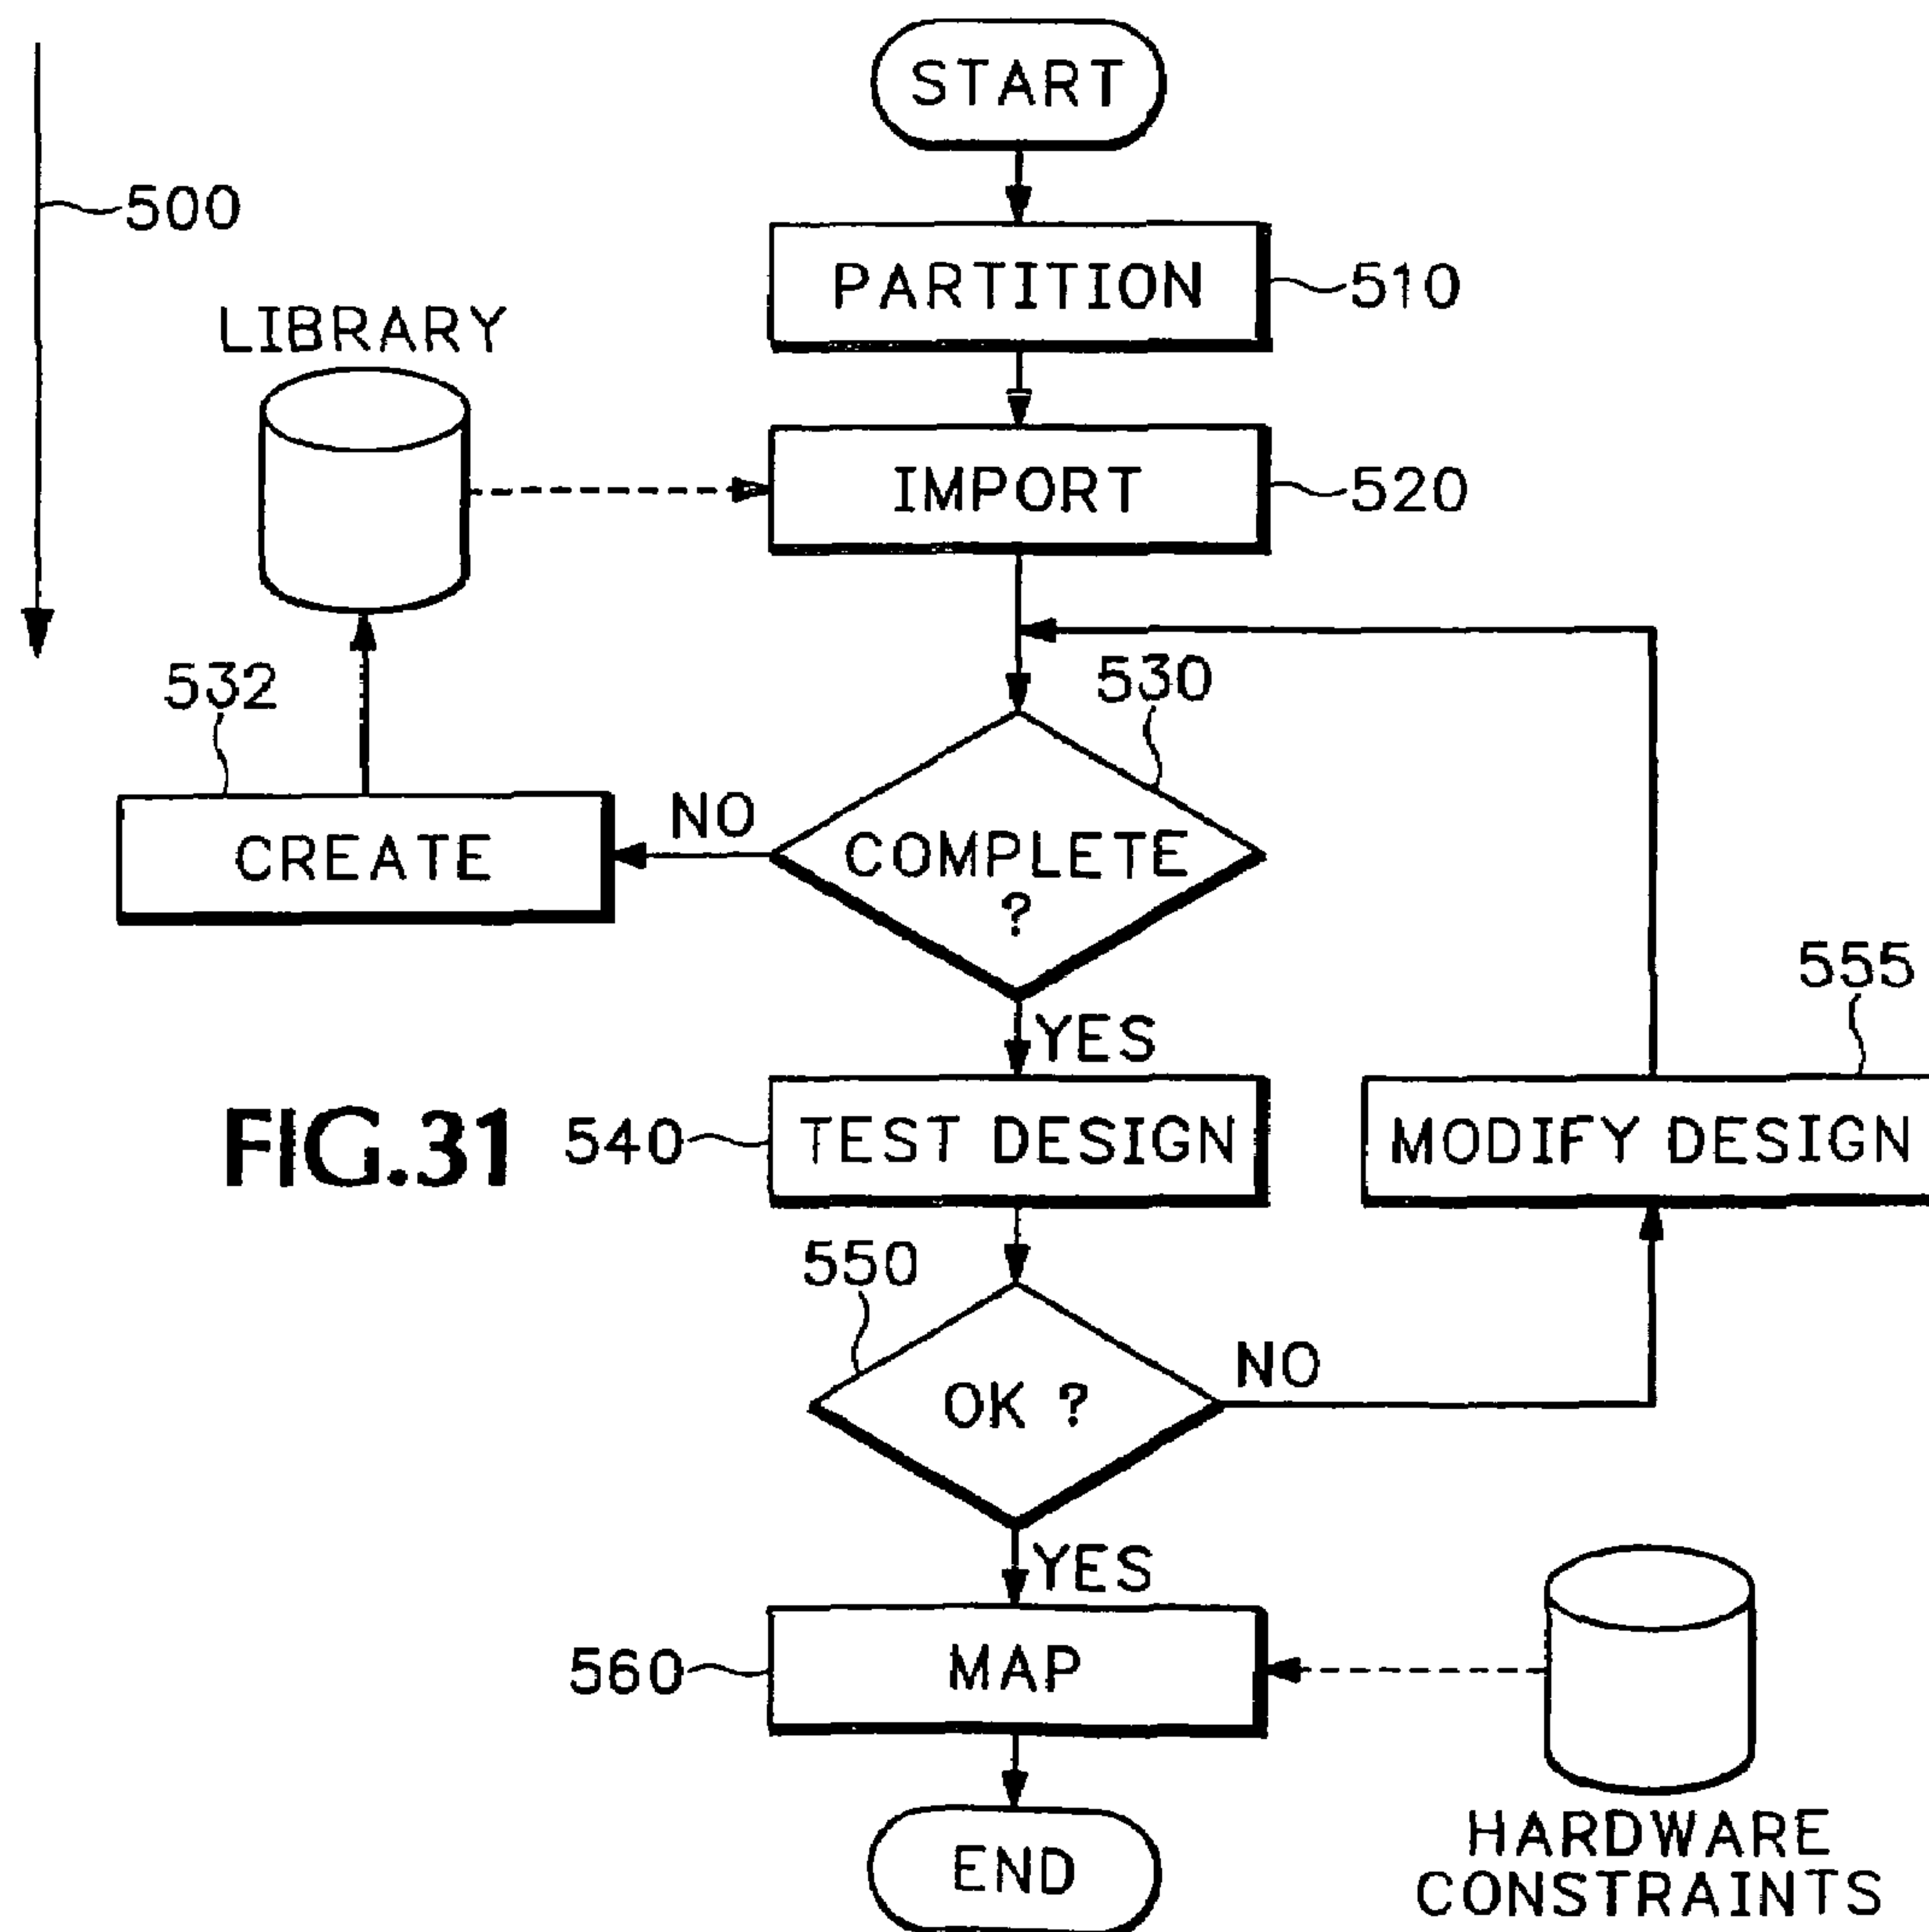 START
500
PARTITION
510
LIBRARY
IMPORT
520
532
530
CREATE
NO
COMPLETE
?
555
YES
FIG.31
540
TEST DESIGN
MODIFY DESIGN
550
OK ?
NO
YES
560
MAP
END
HARDWARE
CONSTRAINTS